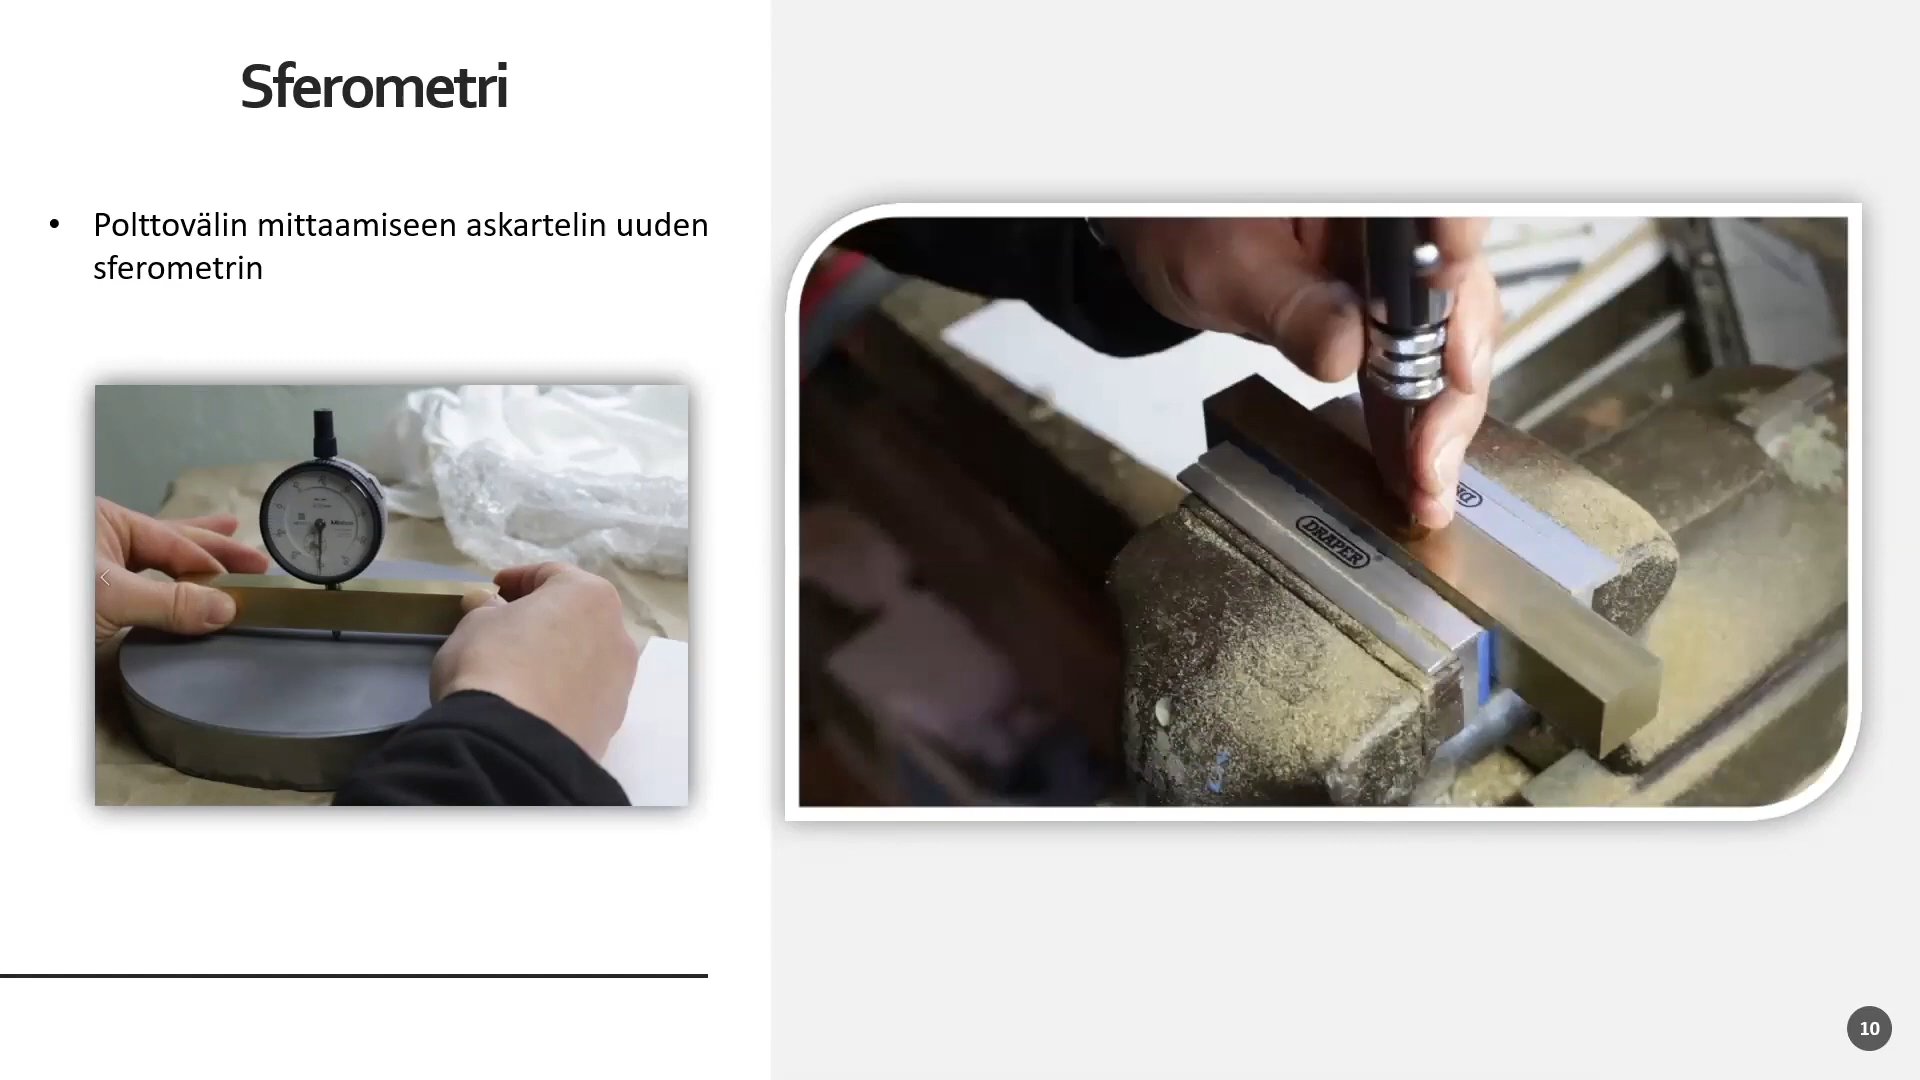 Sferometri
• Polttovälin mittaamiseen askartelin uuden
sferometrin
DRAPER
10